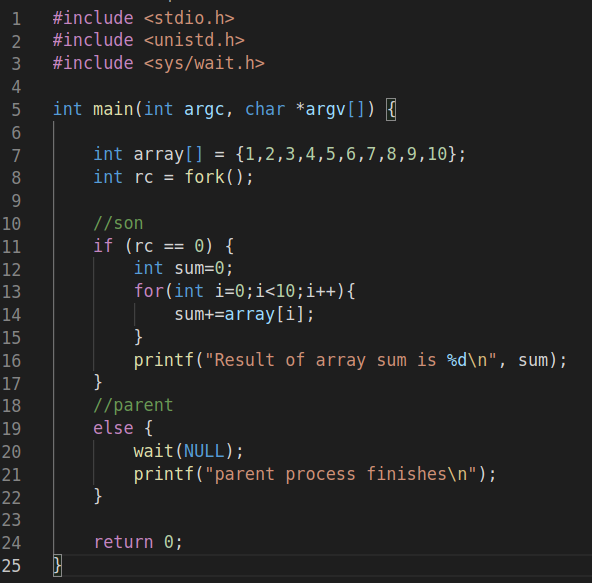 1 #include <stdio.h>
2 #include <unistd.h>
3 #include <sys/wait.h>
4
5 int main(int argc, char *argv[]) {
6
7     int array[] = {1,2,3,4,5,6,7,8,9,10};
8     int rc = fork();
9
10     //son
11     if (rc == 0) {
12         int sum=0;
13         for(int i=0;i<10;i++){
14             sum+=array[i];
15         }
16         printf("Result of array sum is %d\n", sum);
17     }
18     //parent
19     else {
20         wait(NULL);
21         printf("parent process finishes\n");
22     }
23
24     return 0;
25 }